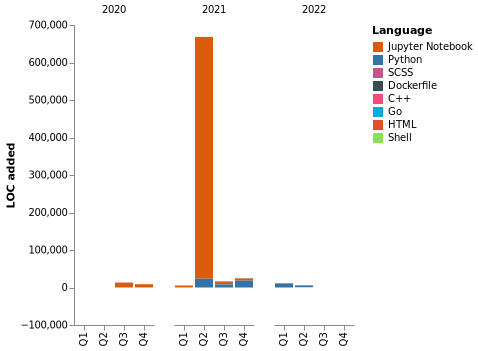 2020 2021 2022
Language
Jupyter Notebook
Python
SCSS
Dockerfile
C++
Go
HTML
Shell
LOC added
700,000
600,000
500,000
400,000
300,000
200,000
100,000
0
−100,000
Q1 Q2 Q3 Q4 Q1 Q2 Q3 Q4 Q1 Q2 Q3 Q4